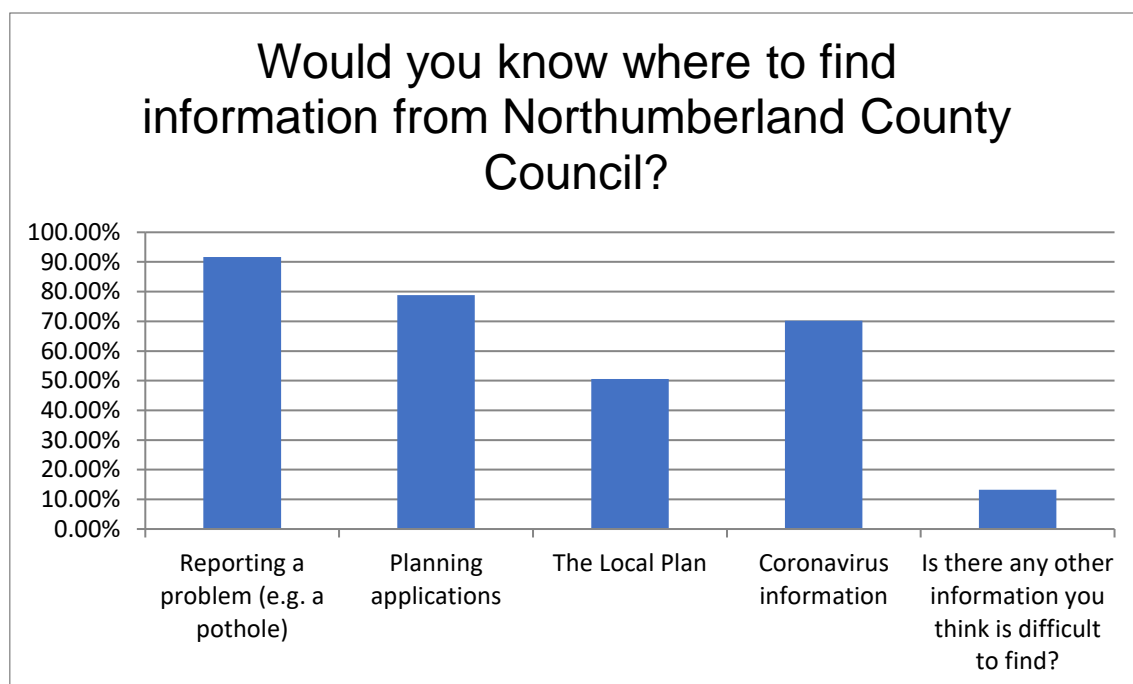 Would you know where to find
information from Northumberland County
Council?
100.00%
90.00%
80.00%
70.00%
60.00%
50.00%
40.00%
30.00%
20.00%
10.00%
0.00%
Reporting a
problem (e.g. a
pothole)
Planning
applications
The Local Plan
Coronavirus
information
Is there any other
information you
think is difficult
to find?